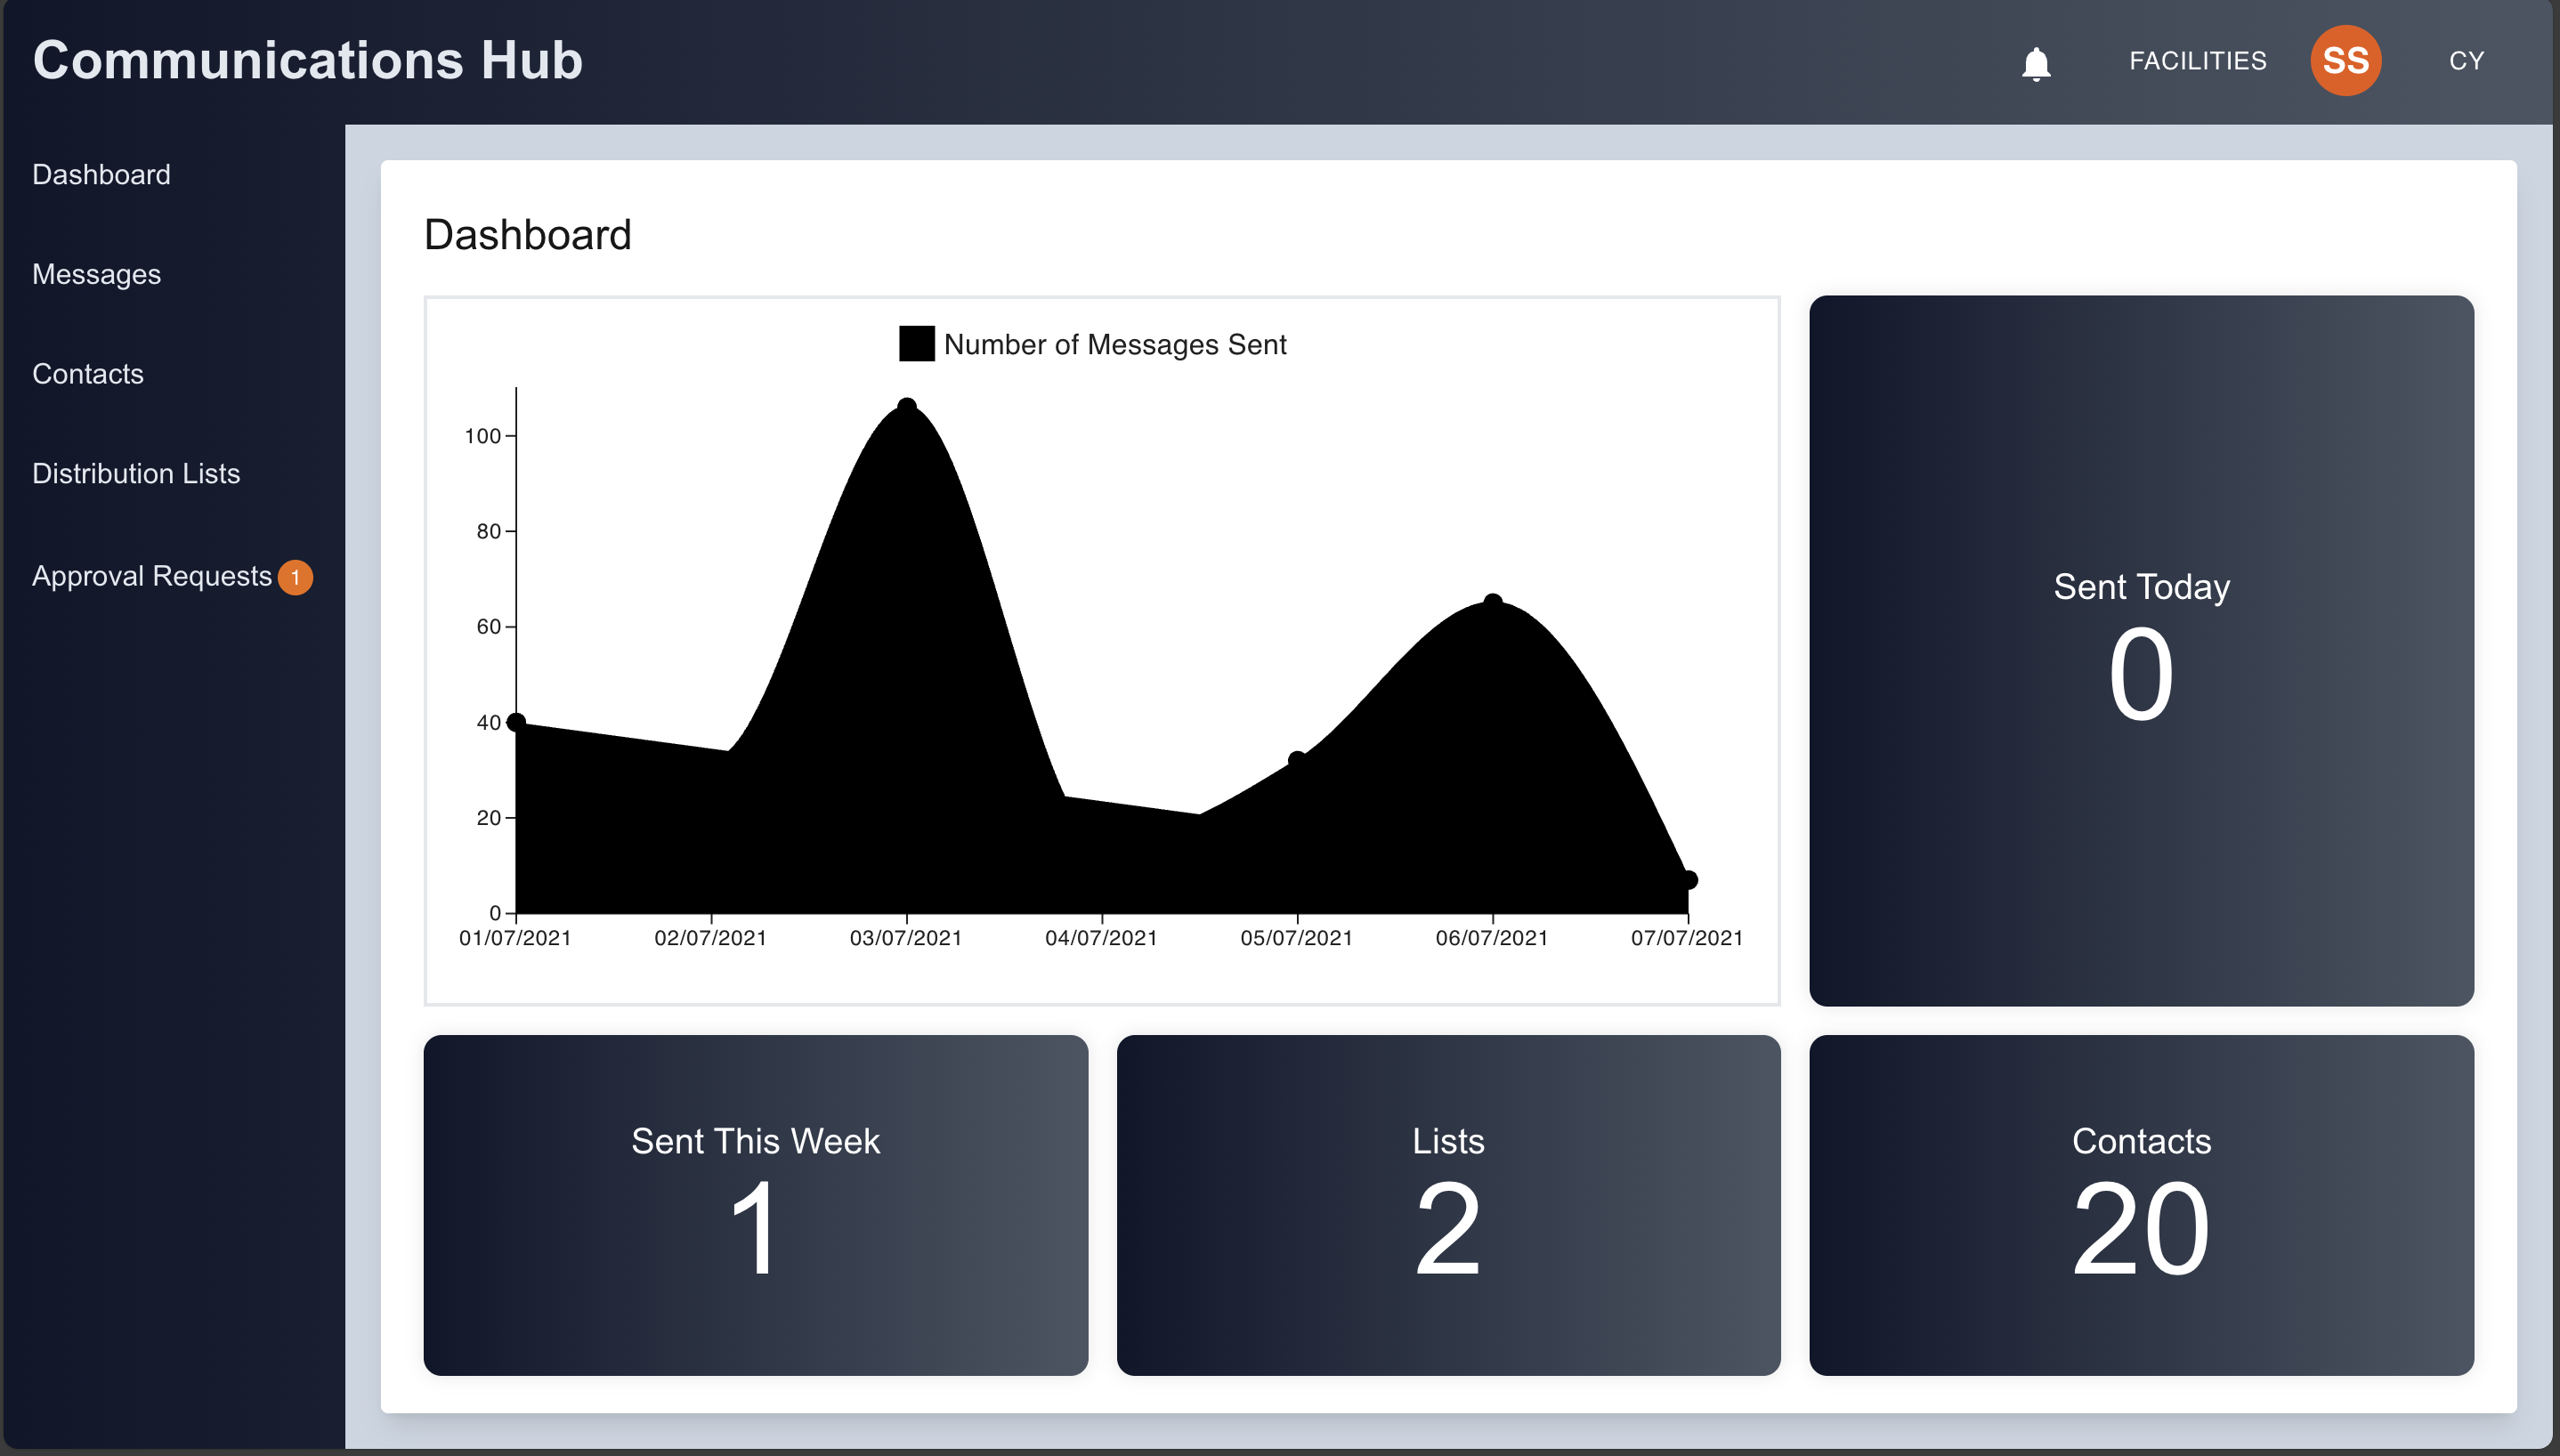 Communications Hub
FACILITIES
SS
CY
Dashboard
Messages
Contacts
Distribution Lists
Approval Requests 1
Dashboard
Number of Messages Sent
100
80
60
40
20
0
01/07/2021 02/07/2021 03/07/2021 04/07/2021 05/07/2021 06/07/2021 07/07/2021
Sent Today
0
Sent This Week
1
Lists
2
Contacts
20